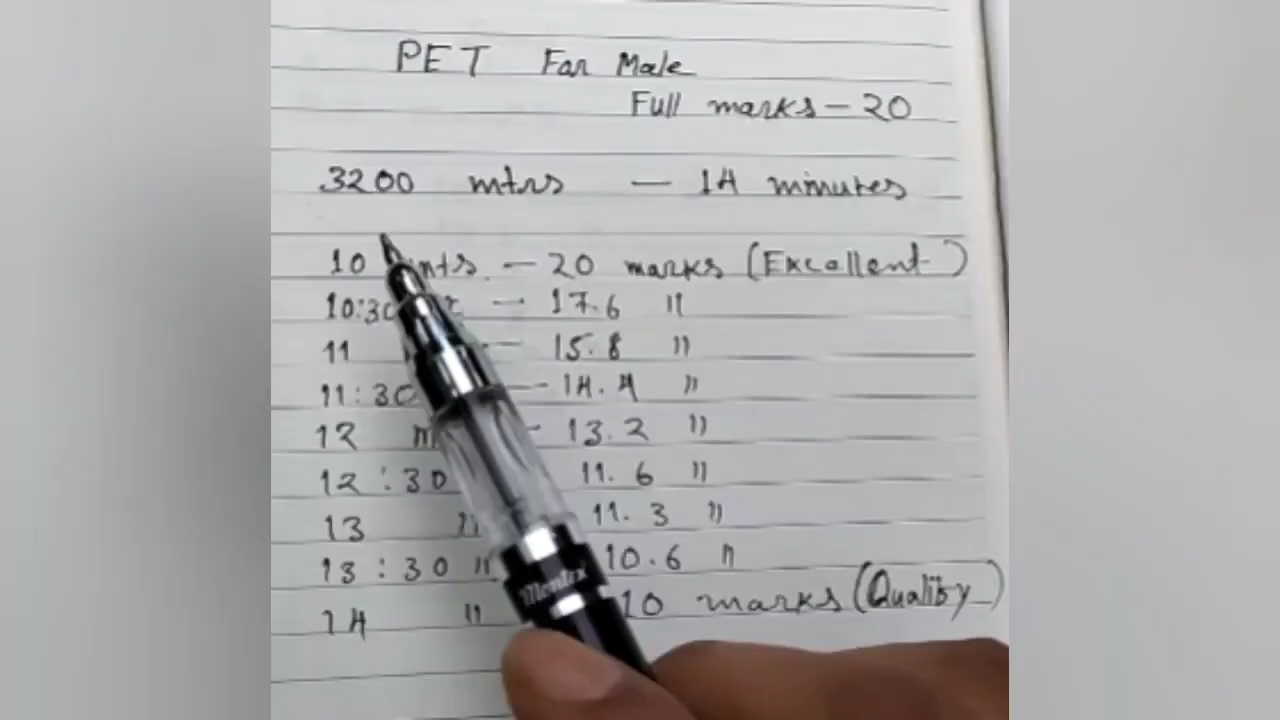 PET For Male
Full marks - 20
3200 mtrs - 14 minutes
10 - 20 marks (Excellent)
10:30 - 17.6 "
11 - 15.8 "
11:30 - 14.4 "
12 - 13.2 "
12:30 11.6 "
13 " 11.3 "
13:30 " 10.6 "
14 " 10 marks (Qualiby)
Montex